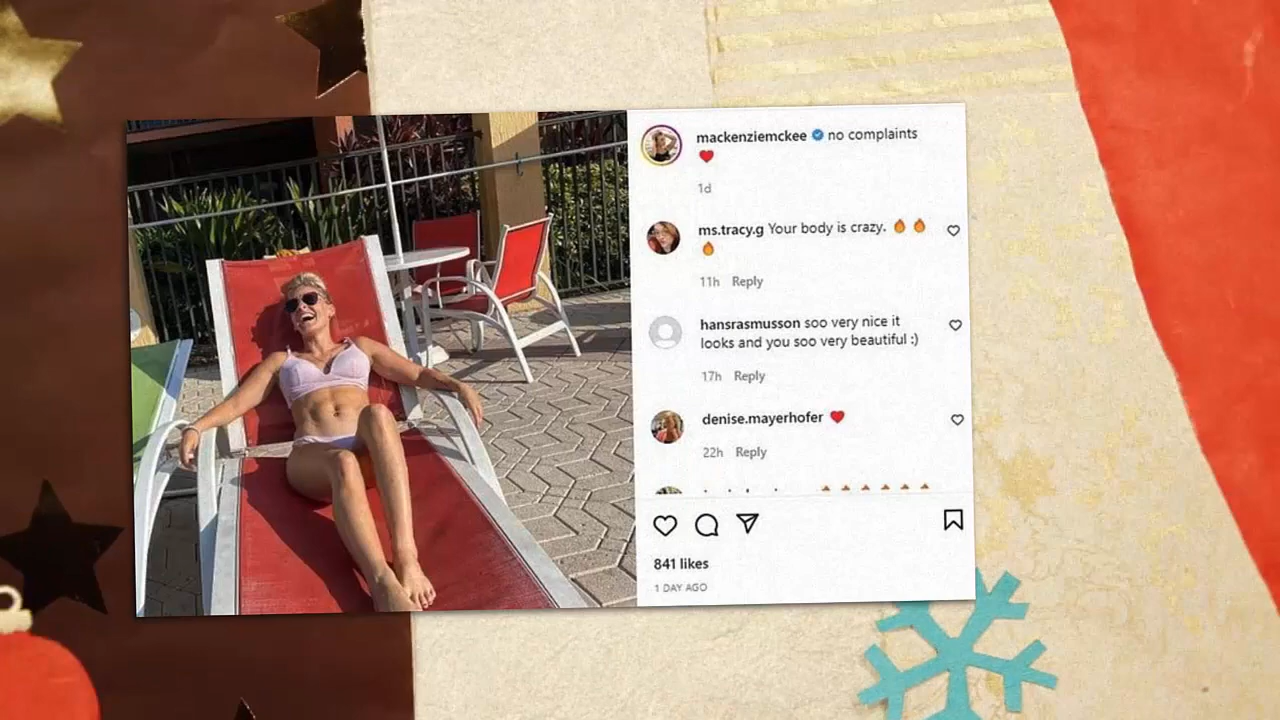 mackenziemckee no complaints
❤️
1d
ms.tracy.g Your body is crazy. 🔥 🔥
🔥
11h Reply
hansrasmusson soo very nice it
looks and you soo very beautiful :)
17h Reply
denise.mayerhofer ❤️
22h Reply
841 likes
1 DAY AGO